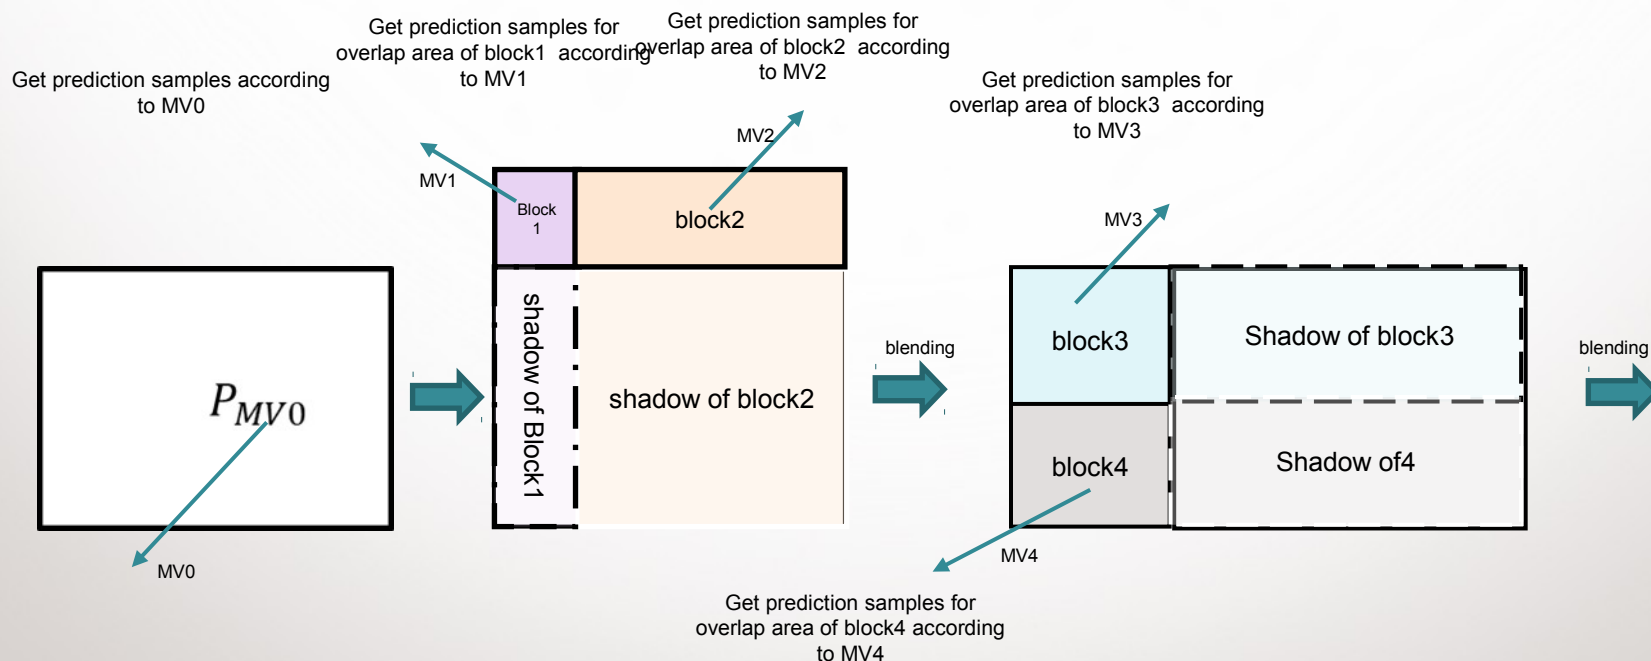 Get prediction samples according
to MV0
Get prediction samples for
overlap area of block1 according
to MV1
Get prediction samples for
overlap area of block2 according
to MV2
Get prediction samples for
overlap area of block3 according
to MV3
MV1
MV2
MV3
Block
1
block2
P_{MV0}
MV0
shadow of Block1
shadow of block2
blending
block3
Shadow of block3
block4
Shadow of4
blending
MV4
Get prediction samples for
overlap area of block4 according
to MV4